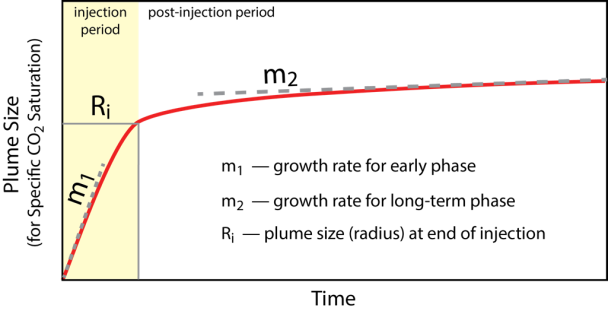 injection
period
post-injection period
m₂
Rᵢ
m₁
m₁ — growth rate for early phase
m₂ — growth rate for long-term phase
Rᵢ — plume size (radius) at end of injection
Plume Size
(for Specific CO₂ Saturation)
Time